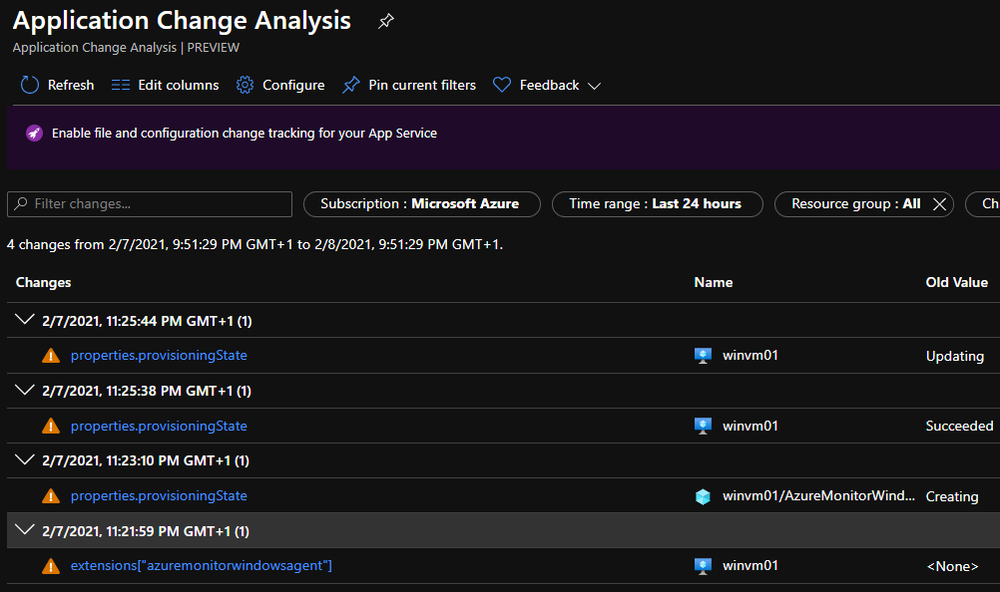 Application Change Analysis
Application Change Analysis | PREVIEW
Refresh Edit columns Configure Pin current filters Feedback
Enable file and configuration change tracking for your App Service
Filter changes... Subscription : Microsoft Azure Time range : Last 24 hours Resource group : All Ch
4 changes from 2/7/2021, 9:51:29 PM GMT+1 to 2/8/2021, 9:51:29 PM GMT+1.
Changes Name Old Value
2/7/2021, 11:25:44 PM GMT+1 (1)
properties.provisioningState winvm01 Updating
2/7/2021, 11:25:38 PM GMT+1 (1)
properties.provisioningState winvm01 Succeeded
2/7/2021, 11:23:10 PM GMT+1 (1)
properties.provisioningState winvm01/AzureMonitorWind... Creating
2/7/2021, 11:21:59 PM GMT+1 (1)
extensions["azuremonitorwindowsagent"] winvm01 <None>